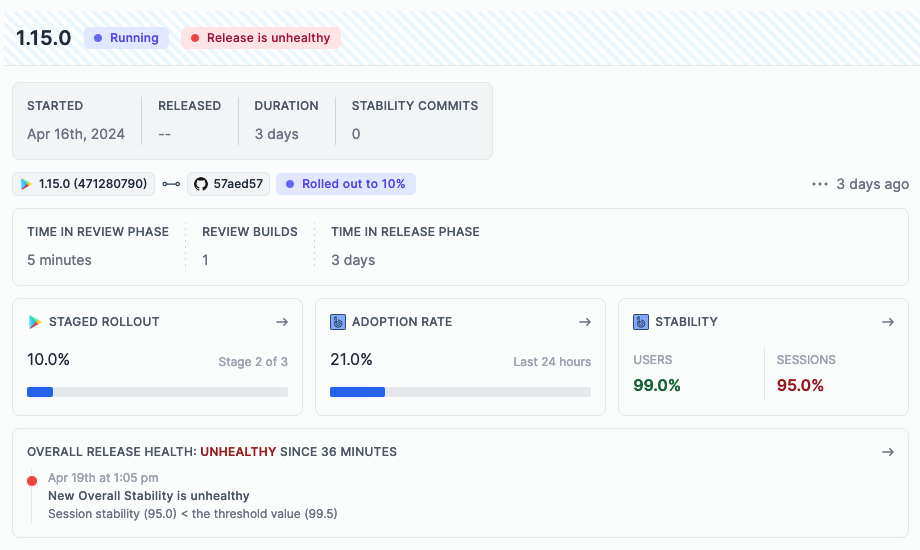 1.15.0 Running Release is unhealthy
STARTED RELEASED DURATION STABILITY COMMITS
Apr 16th, 2024 -- 3 days 0
1.15.0 (471280790) 57aed57 Rolled out to 10% ··· 3 days ago
TIME IN REVIEW PHASE REVIEW BUILDS TIME IN RELEASE PHASE
5 minutes 1 3 days
STAGED ROLLOUT → ADOPTION RATE → STABILITY →
10.0% Stage 2 of 3 21.0% Last 24 hours USERS SESSIONS
99.0% 95.0%
OVERALL RELEASE HEALTH: UNHEALTHY SINCE 36 MINUTES →
Apr 19th at 1:05 pm
New Overall Stability is unhealthy
Session stability (95.0) < the threshold value (99.5)